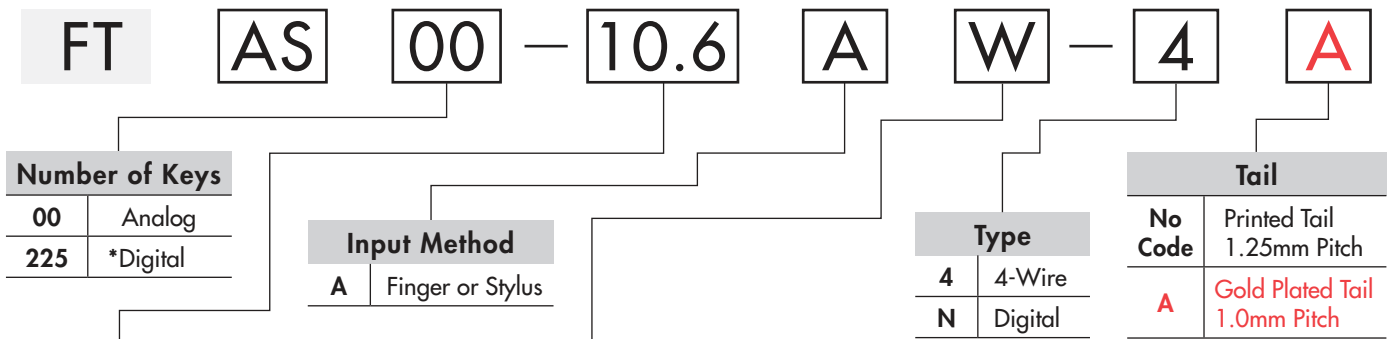 FT AS 00 — 10.6 A W — 4 A
Number of Keys
00 Analog
225 *Digital
Input Method
A Finger or Stylus
Type
4 4-Wire
N Digital
Tail
No Code Printed Tail
1.25mm Pitch
A Gold Plated Tail
1.0mm Pitch